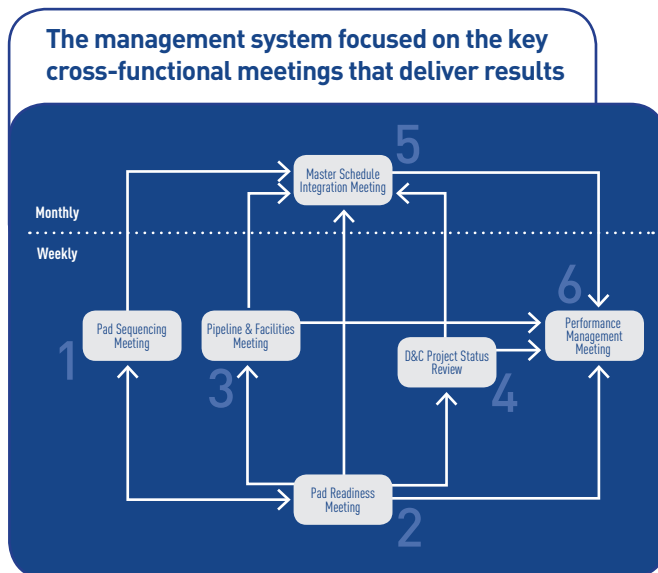 The management system focused on the key
cross-functional meetings that deliver results
5
Master Schedule
Integration Meeting
Monthly
Weekly
6
1
Pad Sequencing
Meeting
3
Pipeline & Facilities
Meeting
D&C Project Status
Review
4
Performance
Management
Meeting
Pad Readiness
Meeting
2